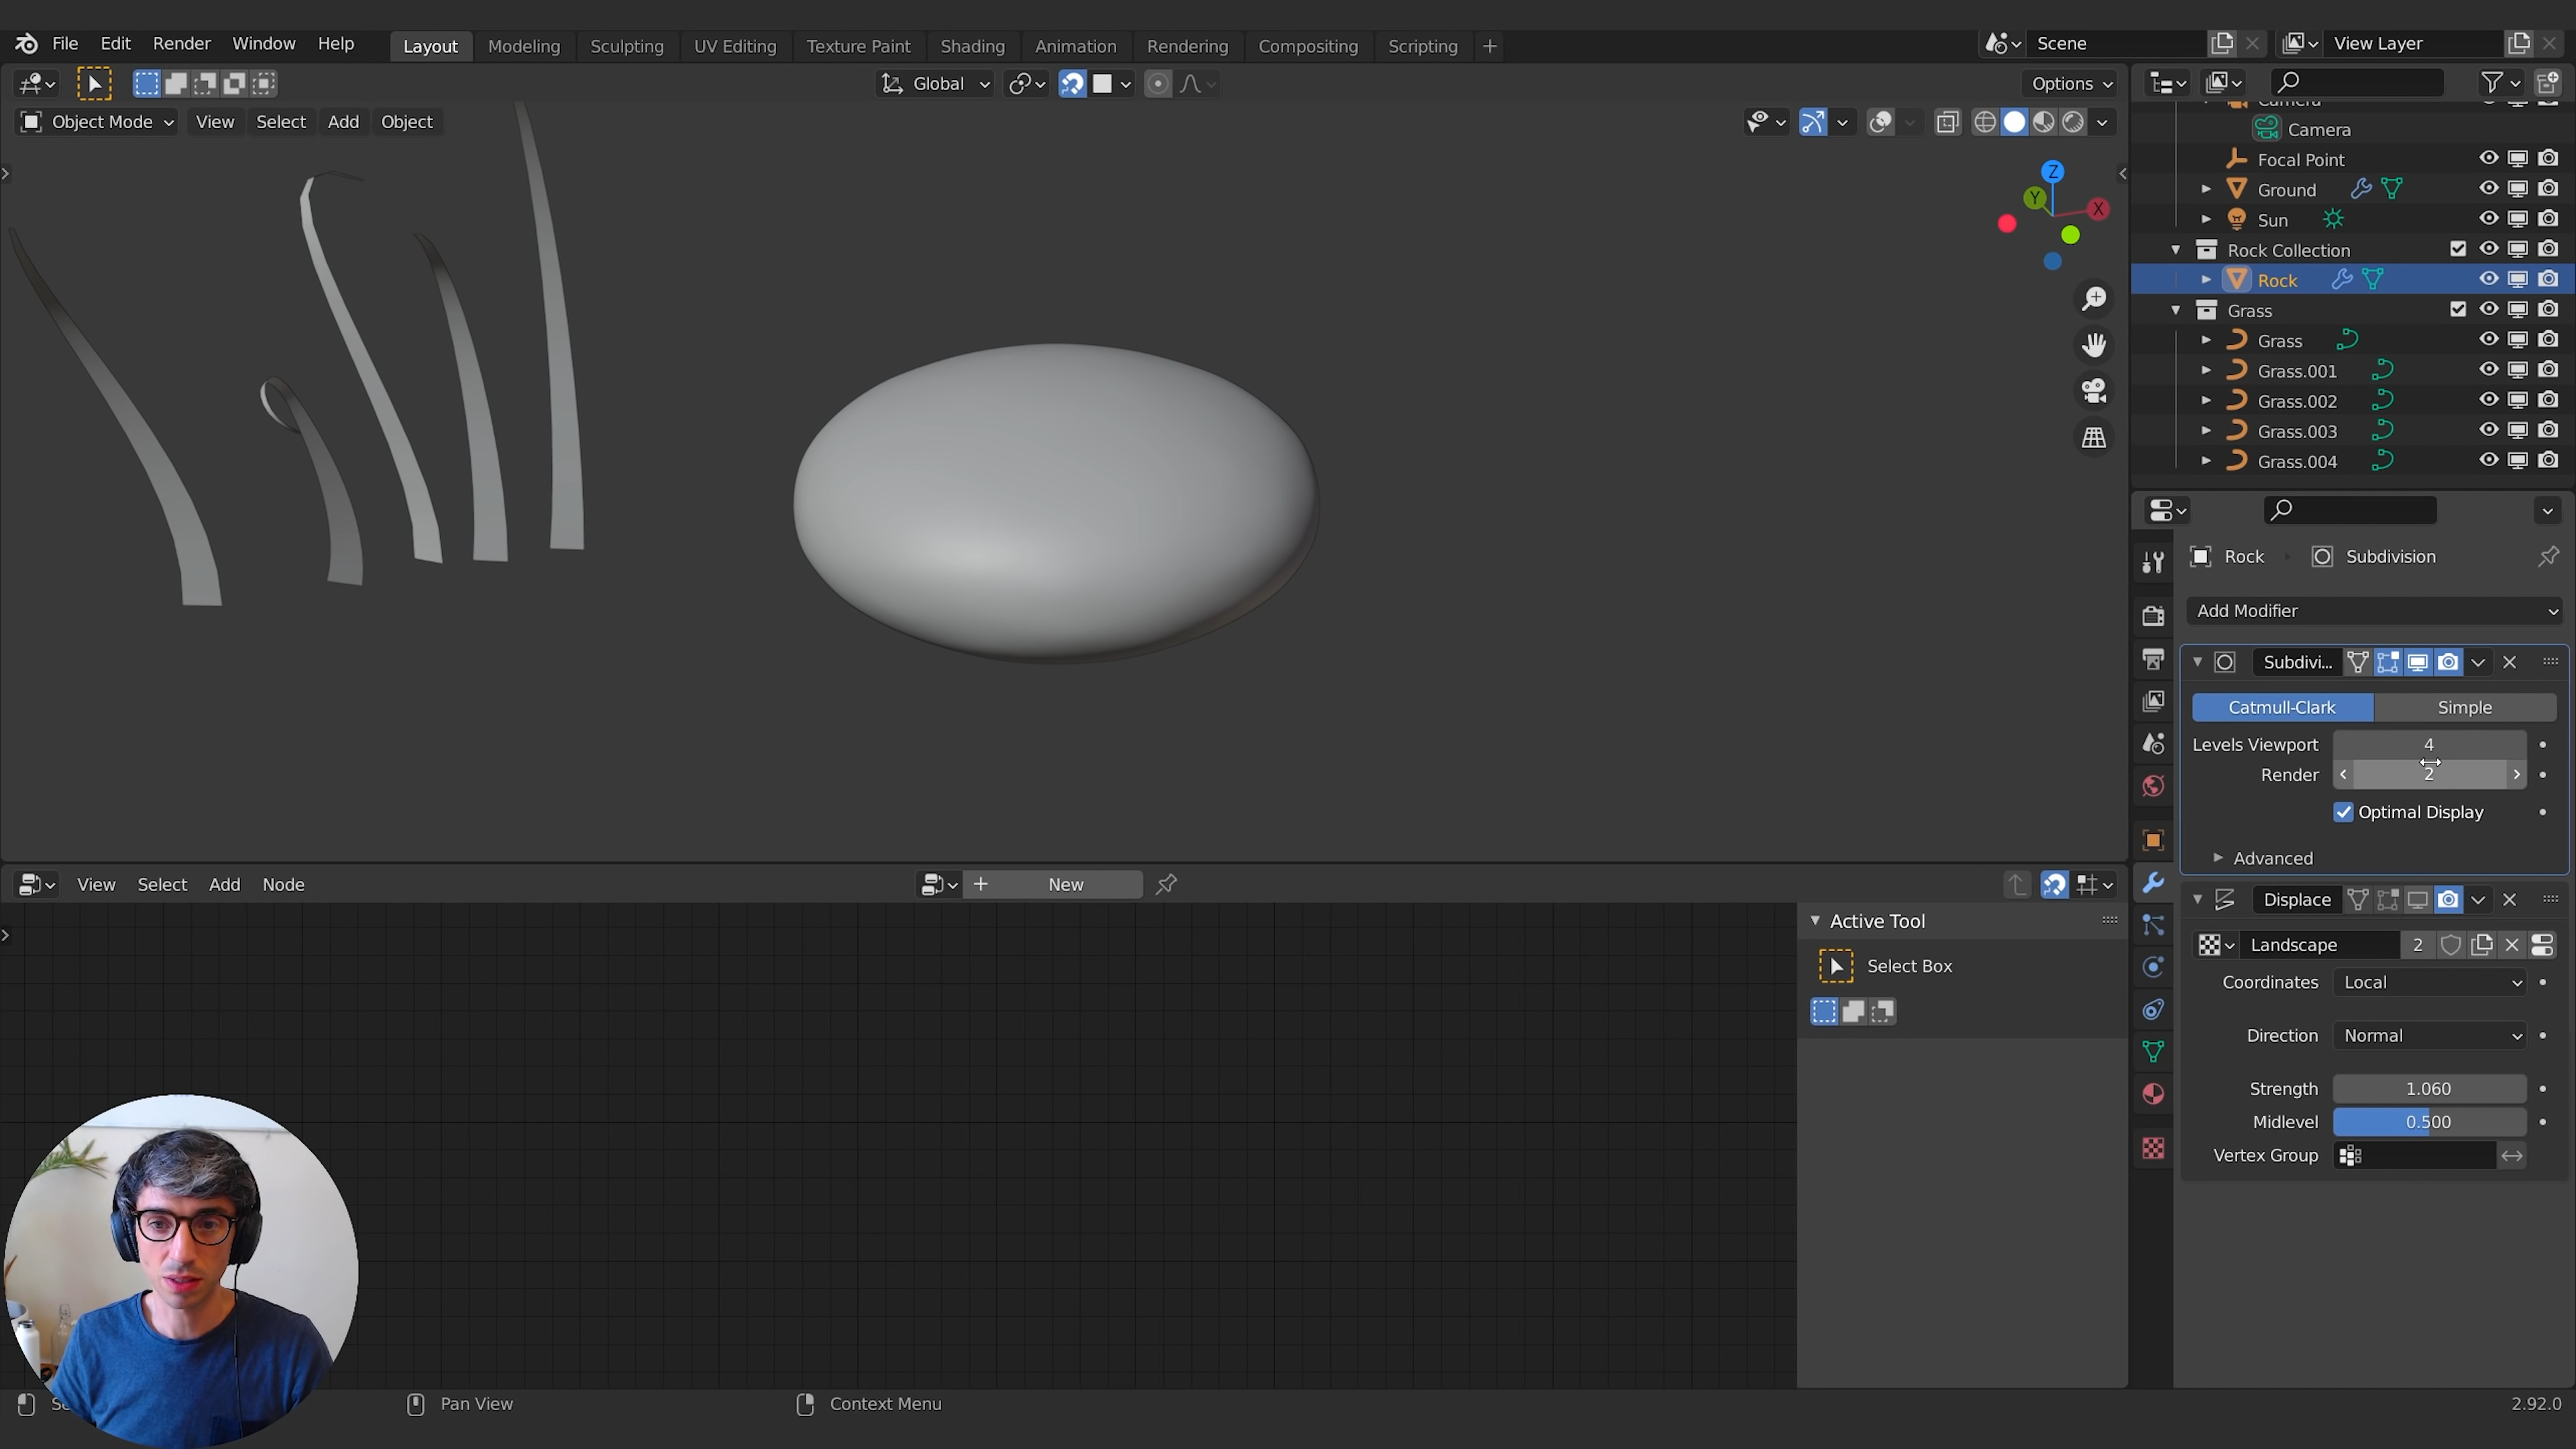 File Edit Render Window Help Layout Modeling Sculpting UV Editing Texture Paint Shading Animation Rendering Compositing Scripting + Scene View Layer
Global Options
Object Mode View Select Add Object
Z
Y
X
Camera
Camera
Focal Point
Ground
Sun
Rock Collection
Rock
Grass
Grass
Grass.001
Grass.002
Grass.003
Grass.004
Rock Subdivision
Add Modifier
Subdivi...
Catmull-Clark Simple
Levels Viewport 4
Render 2
Optimal Display
Advanced
Displace
Landscape 2
Coordinates Local
Direction Normal
Strength 1.060
Midlevel 0.500
Vertex Group
View Select Add Node + New
Active Tool
Select Box
Pan View Context Menu 2.92.0